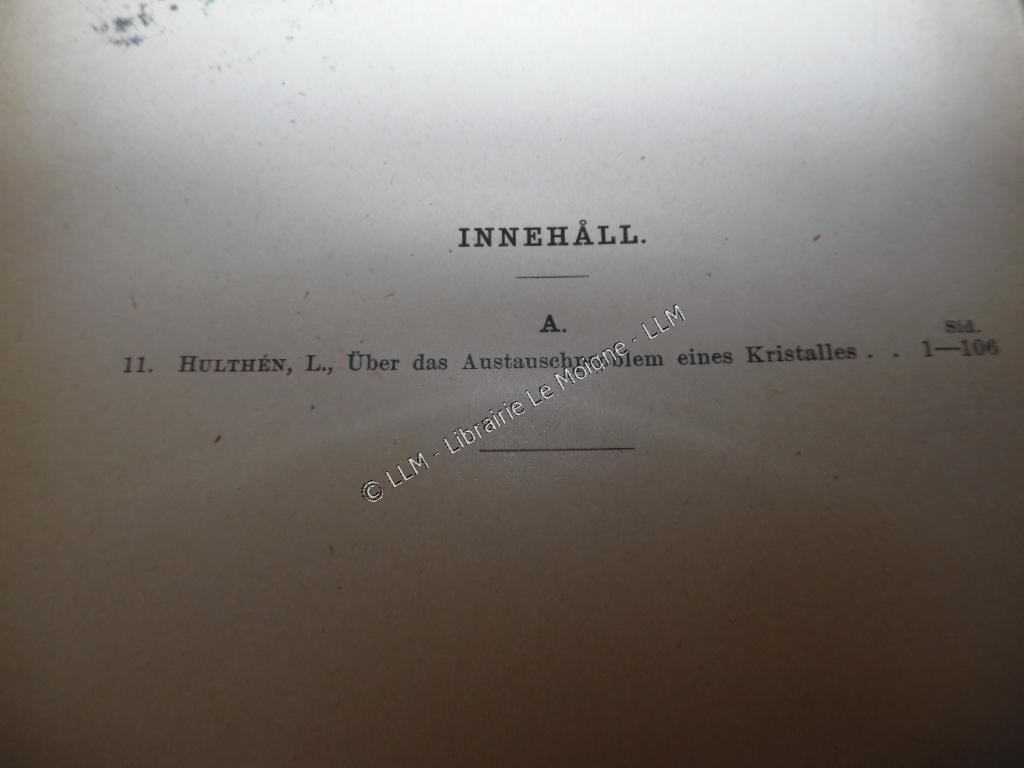 INNEHÅLL.
A.
Sid.
11. HULTHÉN, L., Über das Austauschproblem eines Kristalles . . 1—106
© LLM - Librairie Le Moigne - LLM